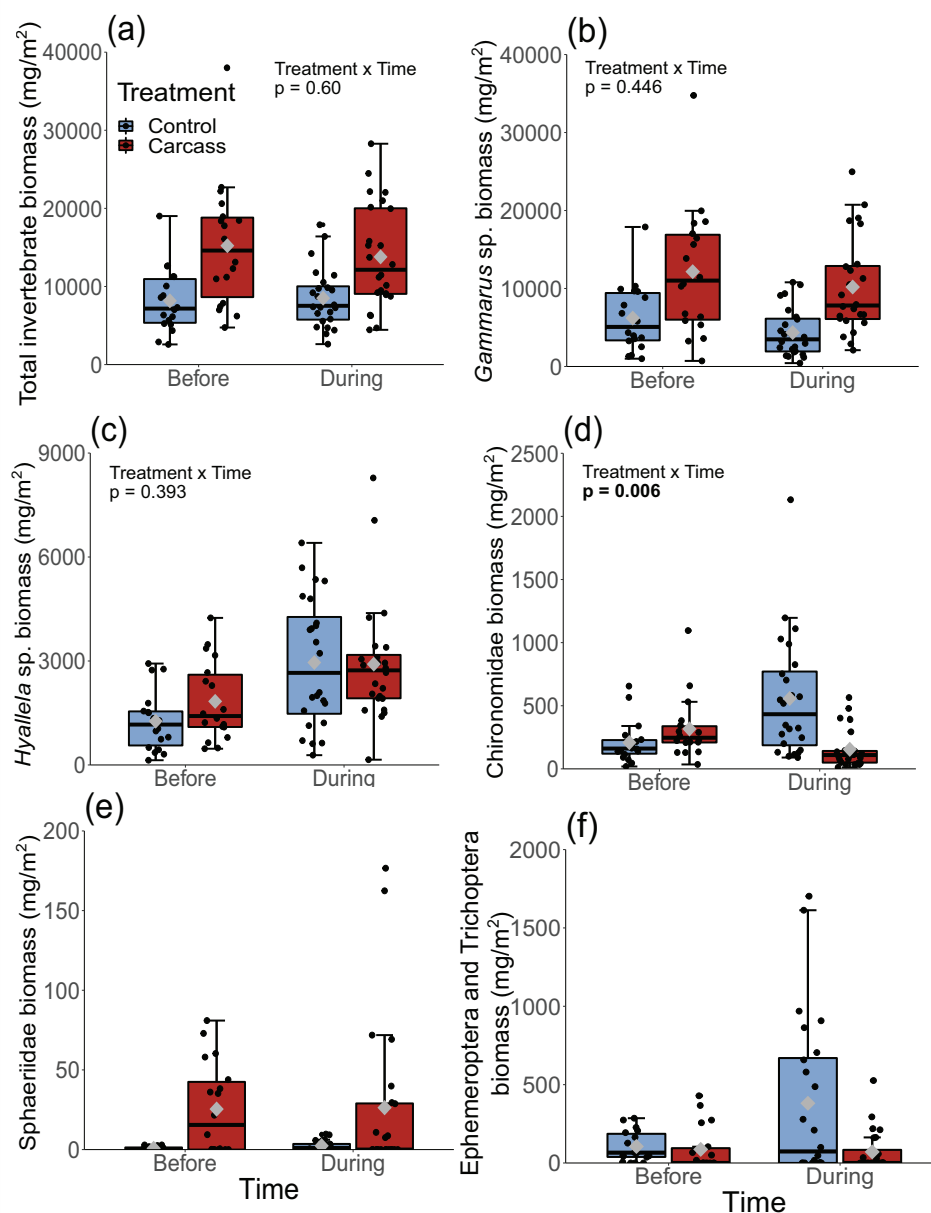 (a)
Total invertebrate biomass (mg/m²)
40000
30000
20000
10000
0
Treatment
Control
Carcass
Treatment x Time
p = 0.60
Before
During
(b)
Gammarus sp. biomass (mg/m²)
40000
30000
20000
10000
0
Treatment x Time
p = 0.446
Before
During
(c)
Hyallela sp. biomass (mg/m²)
9000
6000
3000
0
Treatment x Time
p = 0.393
Before
During
(d)
Chironomidae biomass (mg/m²)
2500
2000
1500
1000
500
0
Treatment x Time
p = 0.006
Before
During
(e)
Sphaeriidae biomass (mg/m²)
200
150
100
50
0
Before
During
Time
(f)
Ephemeroptera and Trichoptera
biomass (mg/m²)
2000
1500
1000
500
0
Before
During
Time